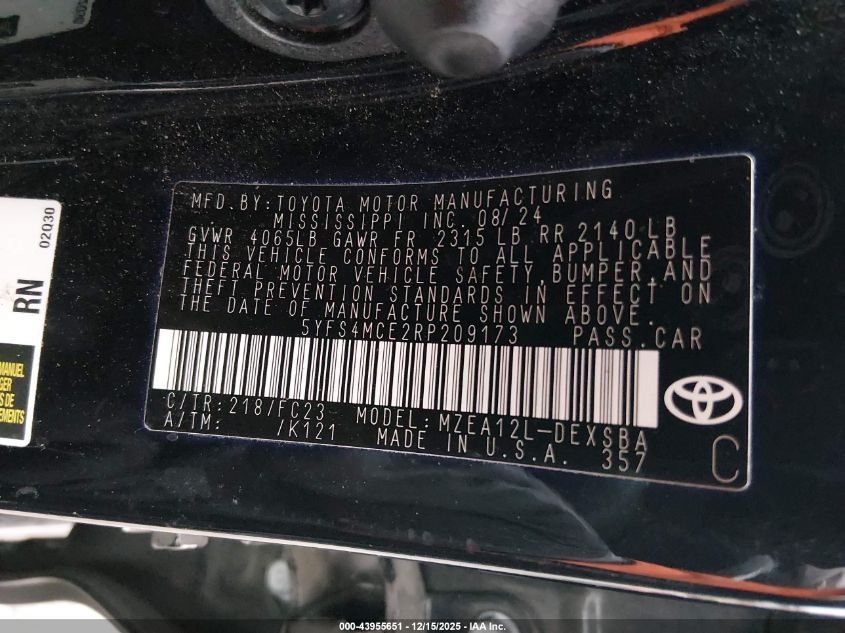 MFD. BY: TOYOTA MOTOR MANUFACTURING
MISSISSIPPI INC. 08/24
GVWR 4065LB GAWR FR 2315 LB RR 2140 LB
THIS VEHICLE CONFORMS TO ALL APPLICABLE
FEDERAL MOTOR VEHICLE SAFETY, BUMPER, AND
THEFT PREVENTION STANDARDS IN EFFECT ON
THE DATE OF MANUFACTURE SHOWN ABOVE.
5YFS4MCE2RP209173 PASS. CAR
C/TR: 218/FC23 MODEL: MZEA12L-DEXSBA
A/TM: /K121 MADE IN U.S.A. 357
C
02Q30
RN
MANUEL
EMENTS
000-43955651 - 12/15/2025 - IAA Inc.